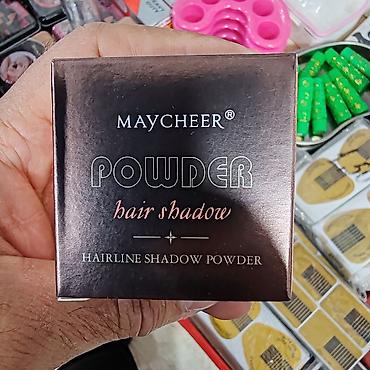 MAYCHEER®
POWDER
hair shadow
HAIRLINE SHADOW POWDER